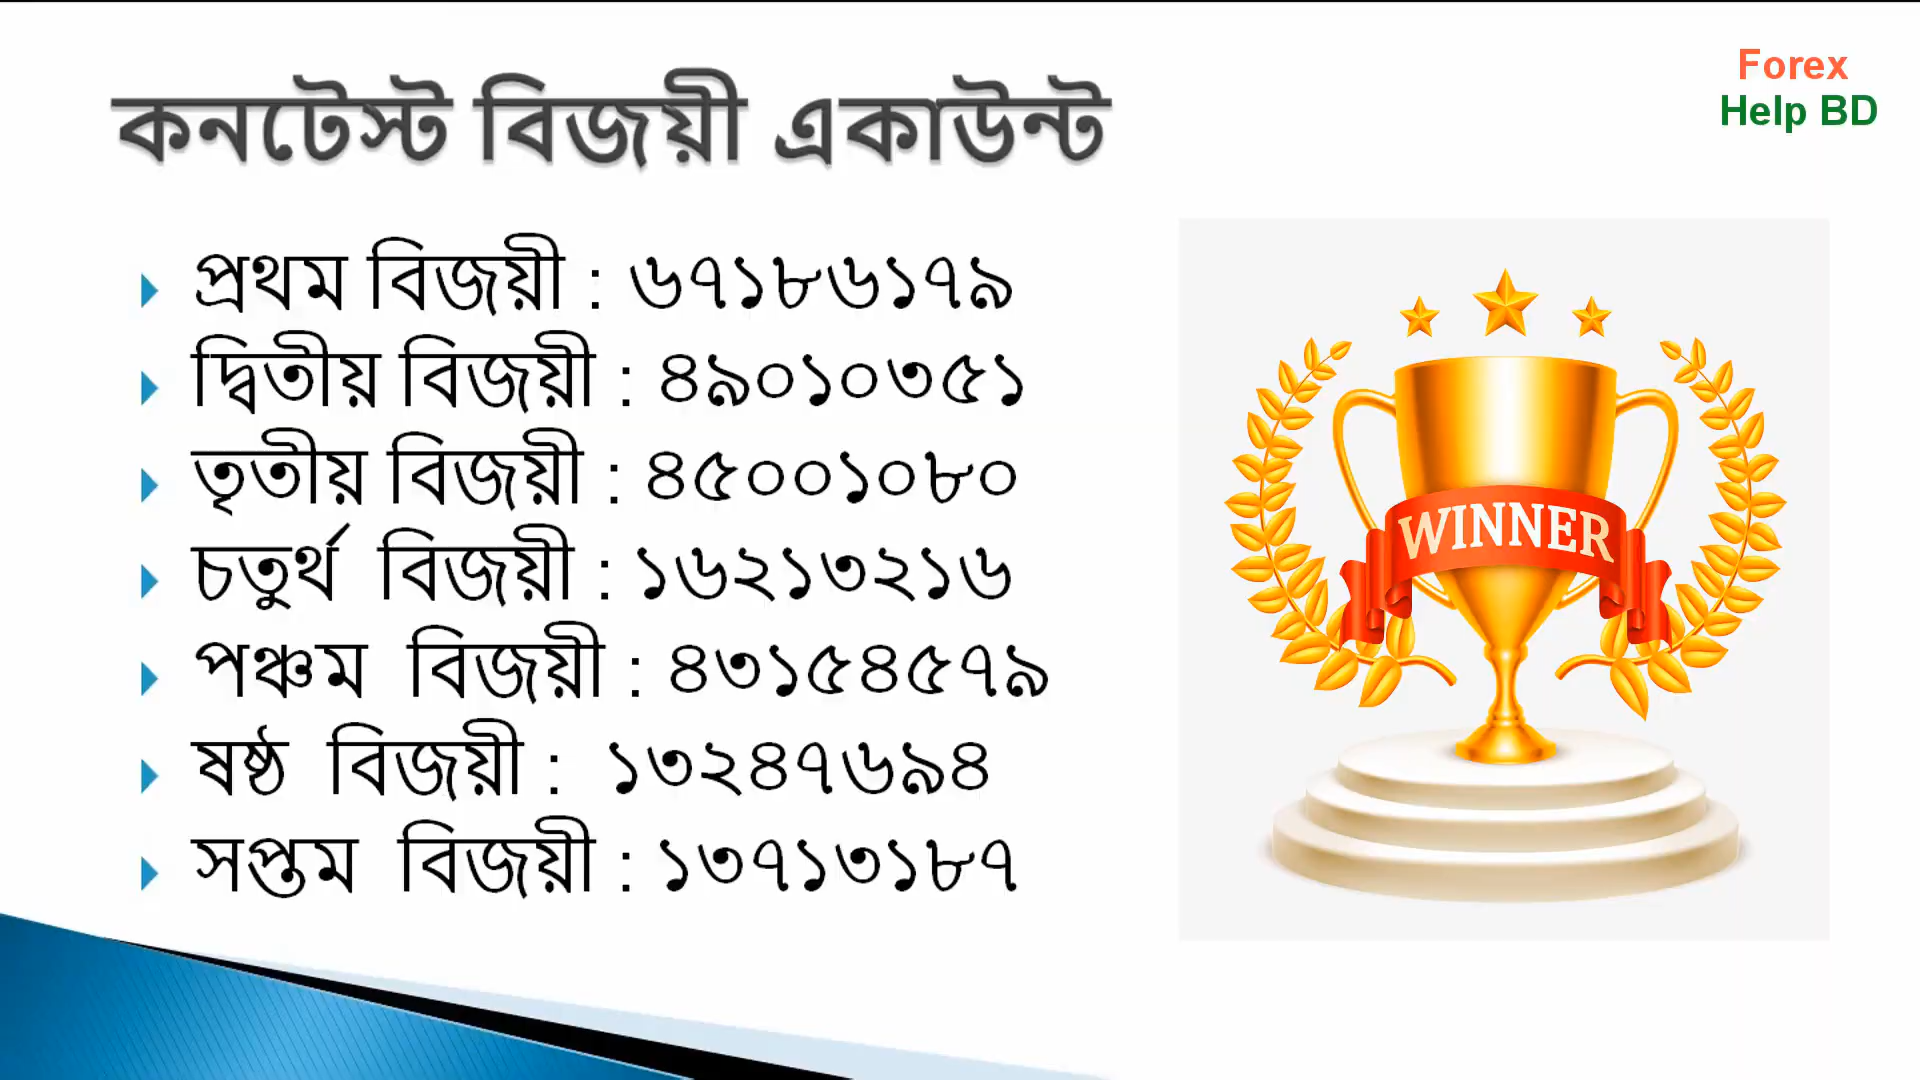 কনটেস্ট বিজয়ী একাউন্ট
Forex
Help BD
প্রথম বিজয়ী : ৬৭১৮৬১৭৯
দ্বিতীয় বিজয়ী : ৪৯০১০৩৫১
তৃতীয় বিজয়ী : ৪৫০০১০৮০
চতুর্থ বিজয়ী : ১৬২১৩২১৬
পঞ্চম বিজয়ী : ৪৩১৫৪৫৭৯
ষষ্ঠ বিজয়ী : ১৩২৪৭৬৯৪
সপ্তম বিজয়ী : ১৩৭১৩১৮৭
WINNER